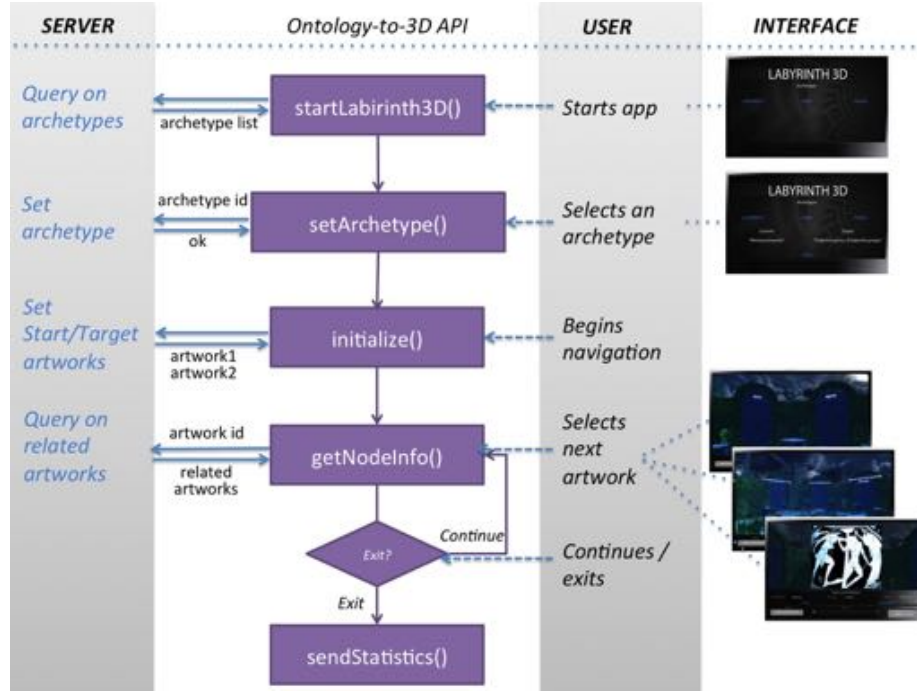 SERVER
Ontology-to-3D API
USER
INTERFACE
Query on
archetypes
archetype list
startLabirinth3D()
Starts app
LABYRINTH 3D
Set
archetype
archetype id
ok
setArchetype()
Selects an
archetype
LABYRINTH 3D
Set
Start/Target
artworks
artwork1
artwork2
initialize()
Begins
navigation
Query on
related
artworks
artwork id
related
artworks
getNodeInfo()
Selects
next
artwork
Continue
Exit?
Continues /
exits
Exit
sendStatistics()